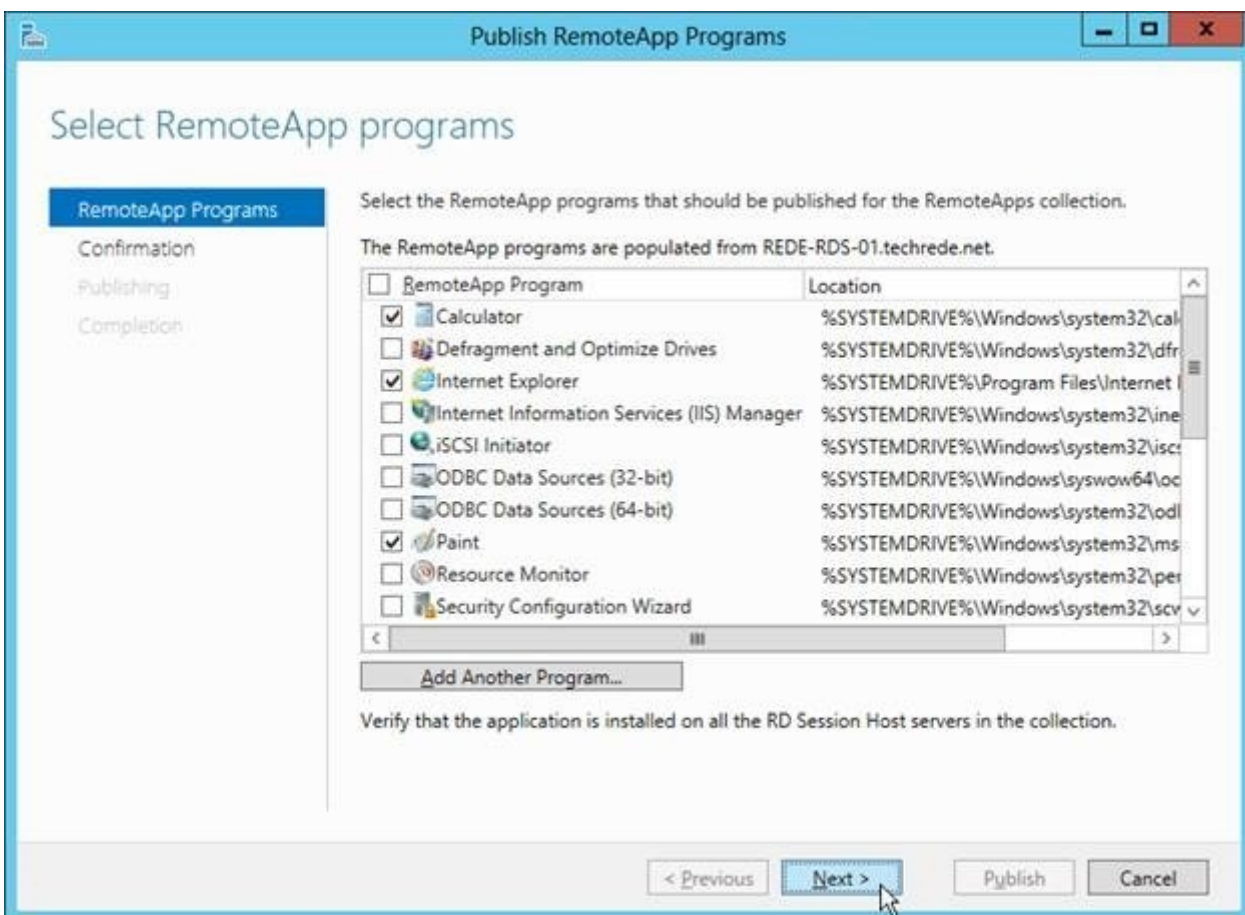 Publish RemoteApp Programs
Select RemoteApp programs
RemoteApp Programs
Confirmation
Publishing
Completion
Select the RemoteApp programs that should be published for the RemoteApps collection.
The RemoteApp programs are populated from REDE-RDS-01.techrede.net.
RemoteApp Program Location
Calculator %SYSTEMDRIVE%\Windows\system32\cal
Defragment and Optimize Drives %SYSTEMDRIVE%\Windows\system32\dfr
Internet Explorer %SYSTEMDRIVE%\Program Files\Internet
Internet Information Services (IIS) Manager %SYSTEMDRIVE%\Windows\system32\ine
iSCSI Initiator %SYSTEMDRIVE%\Windows\system32\isc
ODBC Data Sources (32-bit) %SYSTEMDRIVE%\Windows\syswow64\oc
ODBC Data Sources (64-bit) %SYSTEMDRIVE%\Windows\system32\od
Paint %SYSTEMDRIVE%\Windows\system32\ms
Resource Monitor %SYSTEMDRIVE%\Windows\system32\per
Security Configuration Wizard %SYSTEMDRIVE%\Windows\system32\scw
Add Another Program...
Verify that the application is installed on all the RD Session Host servers in the collection.
< Previous Next > Publish Cancel